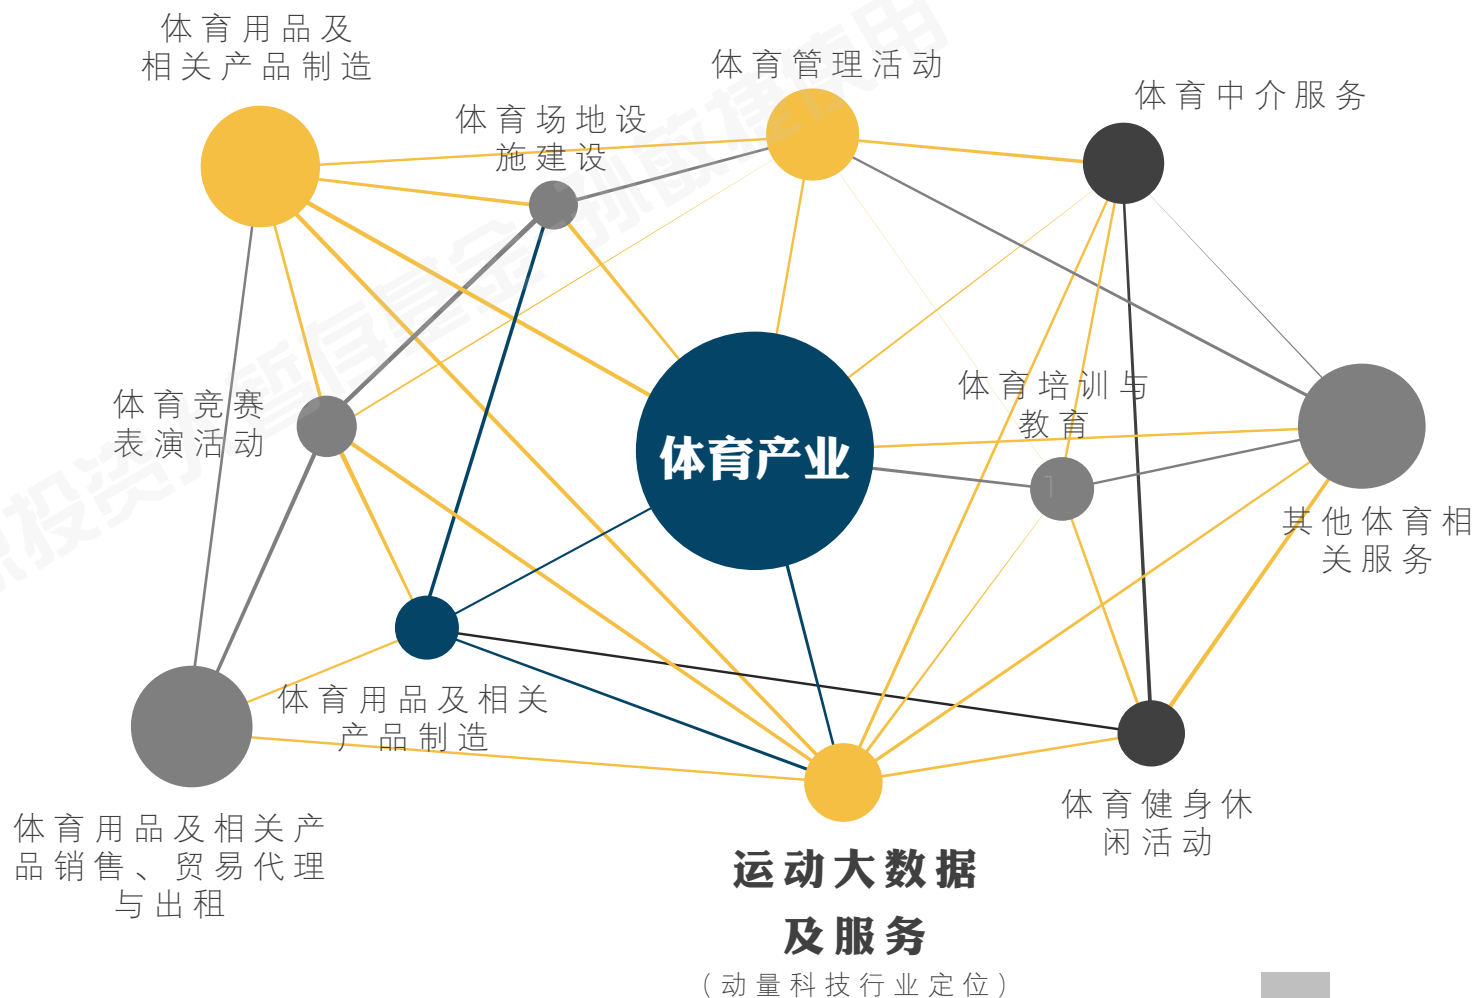 体育用品及
相关产品制造
体育管理活动
体育中介服务
体育场地设
施建设
体育竞赛
表演活动
体育培训与
教育
体育产业
1
其他体育相
关服务
体育用品及相关
产品制造
体育健身休
闲活动
体育用品及相关产
品销售、贸易代理
与出租
运动大数据
及服务
（动量科技行业定位）